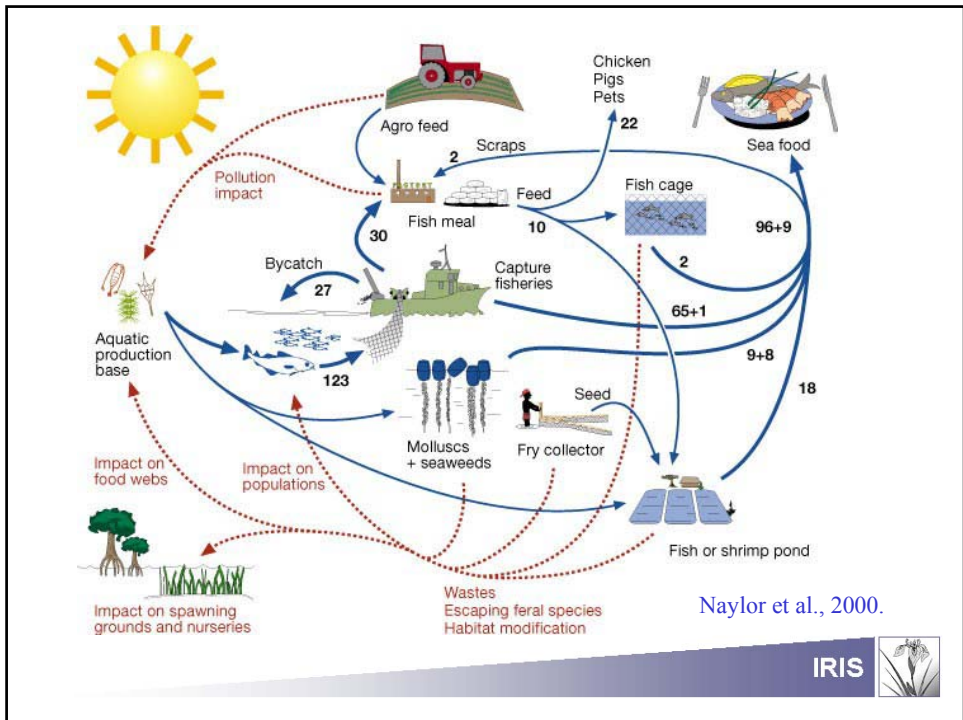 Agro feed
Chicken
Pigs
Pets
22
Sea food
2
Scraps
Pollution
impact
FACTORY
Fish meal
Feed
10
Fish cage
96+9
30
2
Bycatch
27
Capture
fisheries
65+1
Aquatic
production
base
123
9+8
18
Seed
Molluscs
+ seaweeds
Fry collector
Impact on
food webs
Impact on
populations
Fish or shrimp pond
Impact on spawning
grounds and nurseries
Wastes
Escaping feral species
Habitat modification
Naylor et al., 2000.
IRIS